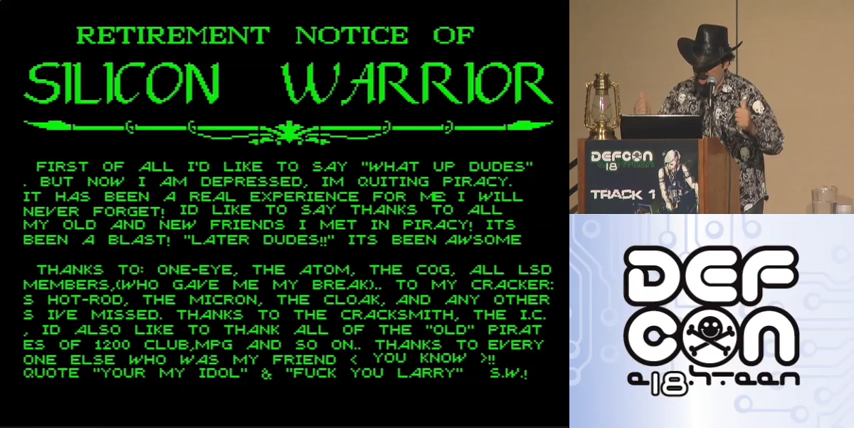 RETIREMENT NOTICE OF
SILICON WARRIOR
FIRST OF ALL I'D LIKE TO SAY "WHAT UP DUDES"
. BUT NOW I AM DEPRESSED, IM QUITING PIRACY.
IT HAS BEEN A REAL EXPERIENCE FOR ME I WILL
NEVER FORGET! ID LIKE TO SAY THANKS TO ALL
MY OLD AND NEW FRIENDS I MET IN PIRACY! ITS
BEEN A BLAST! "LATER DUDES!!" ITS BEEN AWSOME
THANKS TO: ONE-EYE, THE ATOM, THE COG, ALL LSD
MEMBERS,(WHO GAVE ME MY BREAK).. TO MY CRACKER:
S HOT-ROD, THE MICRON, THE CLOAK, AND ANY OTHER
S IVE MISSED. THANKS TO THE CRACKSMITH, THE I.C.
, ID ALSO LIKE TO THANK ALL OF THE "OLD" PIRAT
ES OF 1200 CLUB,MPG AND SO ON.. THANKS TO EVERY
ONE ELSE WHO WAS MY FRIEND < YOU KNOW >!!
QUOTE "YOUR MY IDOL" & "FUCK YOU LARRY" S.W.!
DEFCON
18
TRACK 1
DEF
CON
e18h.teen